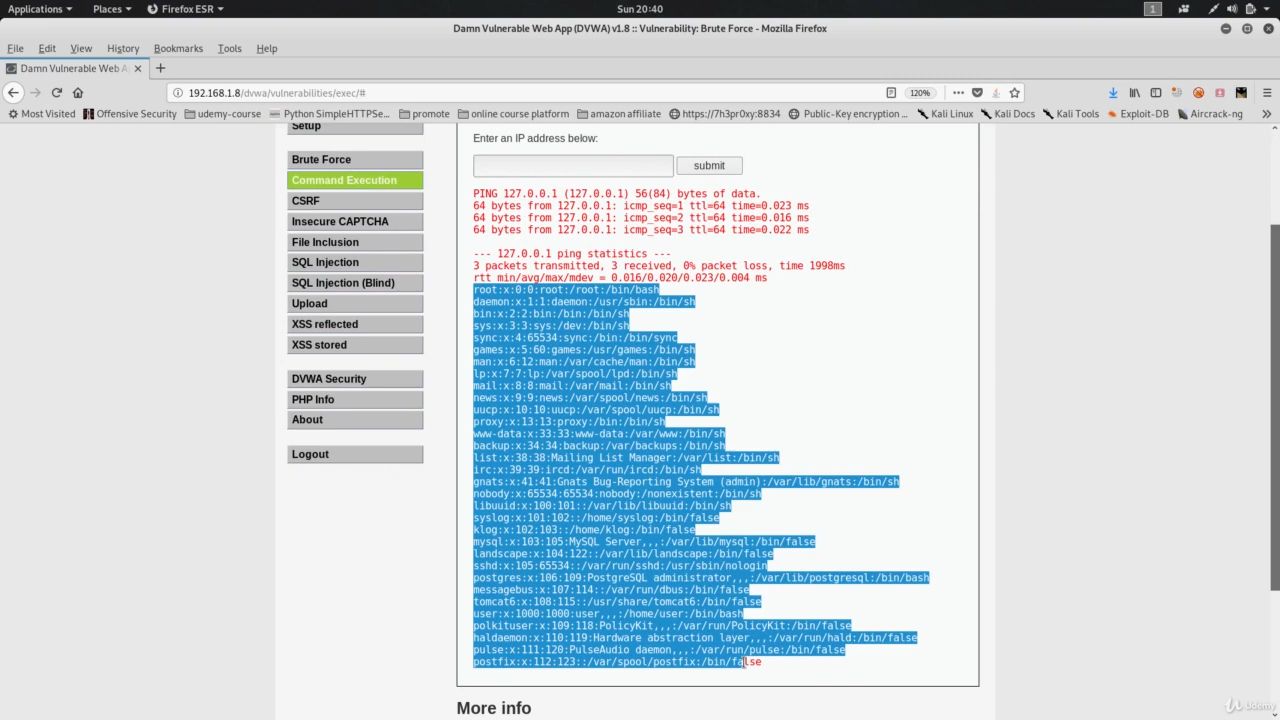 Applications Places Firefox ESR Sun 20:40 1
Damn Vulnerable Web App (DVWA) v1.8 :: Vulnerability: Brute Force - Mozilla Firefox
File Edit View History Bookmarks Tools Help
Damn Vulnerable Web A
192.168.1.8/dvwa/vulnerabilities/exec/# 120%
Most Visited Offensive Security udemy-course Python SimpleHTTPSe... promote online course platform amazon affiliate https://7h3pr0xy:8834 Public-Key encryption ... Kali Linux Kali Docs Kali Tools Exploit-DB Aircrack-ng
Setup
Brute Force
Command Execution
CSRF
Insecure CAPTCHA
File Inclusion
SQL Injection
SQL Injection (Blind)
Upload
XSS reflected
XSS stored
DVWA Security
PHP Info
About
Logout
Enter an IP address below:
submit
PING 127.0.0.1 (127.0.0.1) 56(84) bytes of data.
64 bytes from 127.0.0.1: icmp_seq=1 ttl=64 time=0.023 ms
64 bytes from 127.0.0.1: icmp_seq=2 ttl=64 time=0.016 ms
64 bytes from 127.0.0.1: icmp_seq=3 ttl=64 time=0.022 ms
--- 127.0.0.1 ping statistics ---
3 packets transmitted, 3 received, 0% packet loss, time 1998ms
rtt min/avg/max/mdev = 0.016/0.020/0.023/0.004 ms
root:x:0:0:root:/root:/bin/bash
daemon:x:1:1:daemon:/usr/sbin:/bin/sh
bin:x:2:2:bin:/bin:/bin/sh
sys:x:3:3:sys:/dev:/bin/sh
sync:x:4:65534:sync:/bin:/bin/sync
games:x:5:60:games:/usr/games:/bin/sh
man:x:6:12:man:/var/cache/man:/bin/sh
lp:x:7:7:lp:/var/spool/lpd:/bin/sh
mail:x:8:8:mail:/var/mail:/bin/sh
news:x:9:9:news:/var/spool/news:/bin/sh
uucp:x:10:10:uucp:/var/spool/uucp:/bin/sh
proxy:x:13:13:proxy:/bin:/bin/sh
www-data:x:33:33:www-data:/var/www:/bin/sh
backup:x:34:34:backup:/var/backups:/bin/sh
list:x:38:38:Mailing List Manager:/var/list:/bin/sh
irc:x:39:39:ircd:/var/run/ircd:/bin/sh
gnats:x:41:41:Gnats Bug-Reporting System (admin):/var/lib/gnats:/bin/sh
nobody:x:65534:65534:nobody:/nonexistent:/bin/sh
libuuid:x:100:101::/var/lib/libuuid:/bin/sh
syslog:x:101:102::/home/syslog:/bin/false
klog:x:102:103::/home/klog:/bin/false
mysql:x:103:105:MySQL Server,,,:/var/lib/mysql:/bin/false
landscape:x:104:122::/var/lib/landscape:/bin/false
sshd:x:105:65534::/var/run/sshd:/usr/sbin/nologin
postgres:x:106:109:PostgreSQL administrator,,,:/var/lib/postgresql:/bin/bash
messagebus:x:107:114::/var/run/dbus:/bin/false
tomcat6:x:108:115::/usr/share/tomcat6:/bin/false
user:x:1000:1000:user,,,:/home/user:/bin/bash
polkituser:x:109:118:PolicyKit,,,:/var/run/PolicyKit:/bin/false
haldaemon:x:110:119:Hardware abstraction layer,,,:/var/run/hald:/bin/false
pulse:x:111:120:PulseAudio daemon,,,:/var/run/pulse:/bin/false
postfix:x:112:123::/var/spool/postfix:/bin/false
More info
Udemy